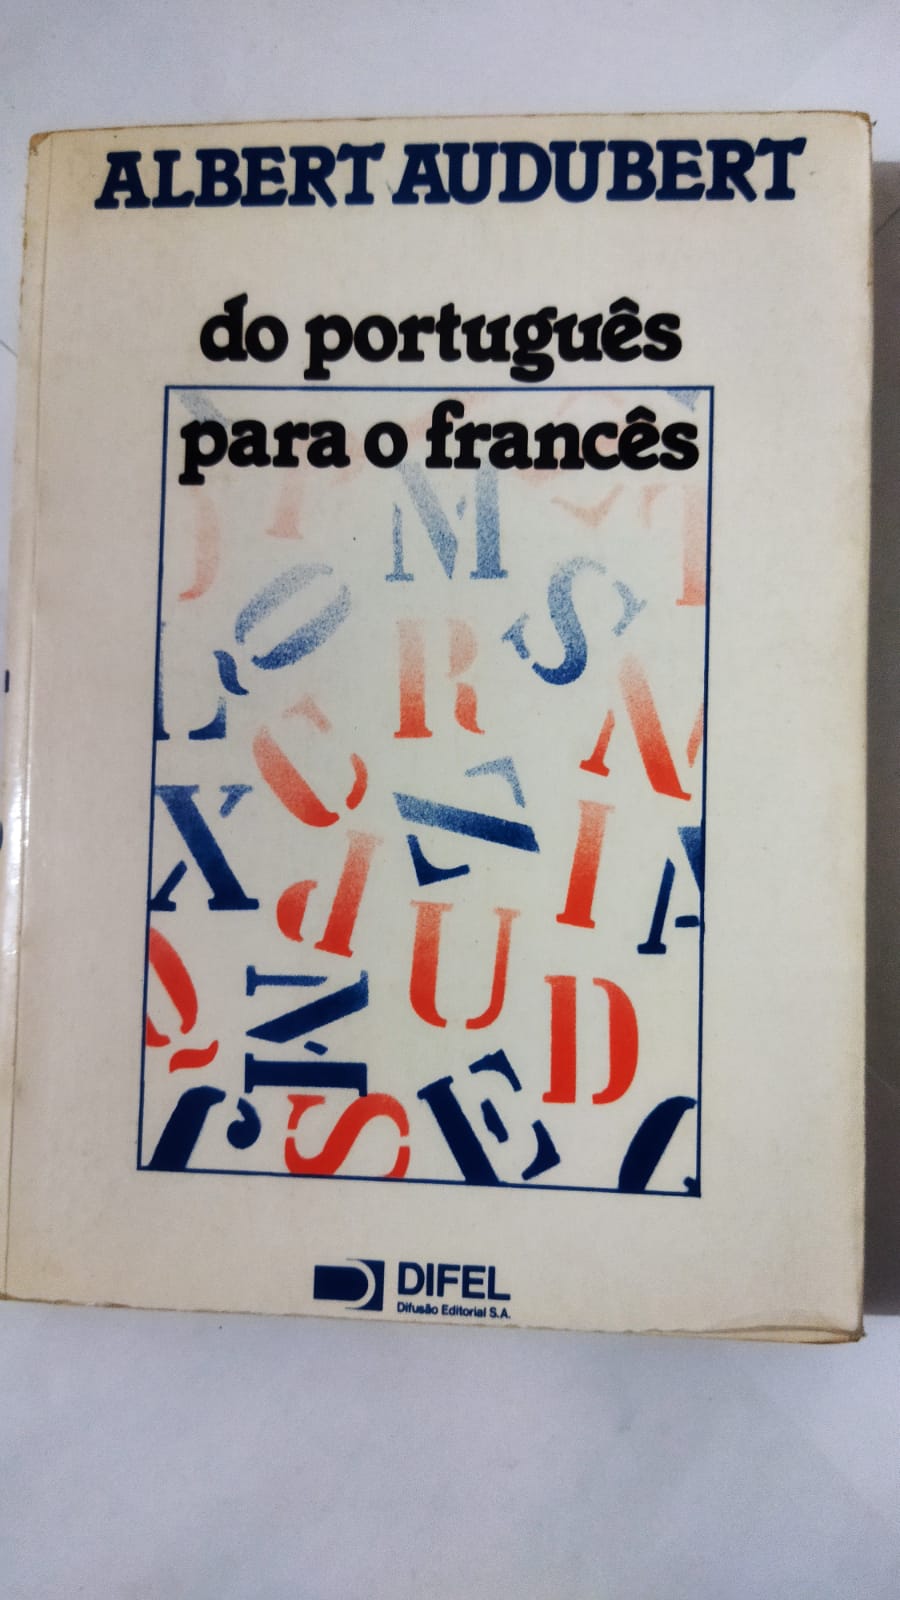 ALBERT AUDUBERT
do português
para o francês
M
O
S
L
R
C
N
X
Z
J
I
A
U
Q
N
D
J
S
E
DIFEL
Difusão Editorial S.A.